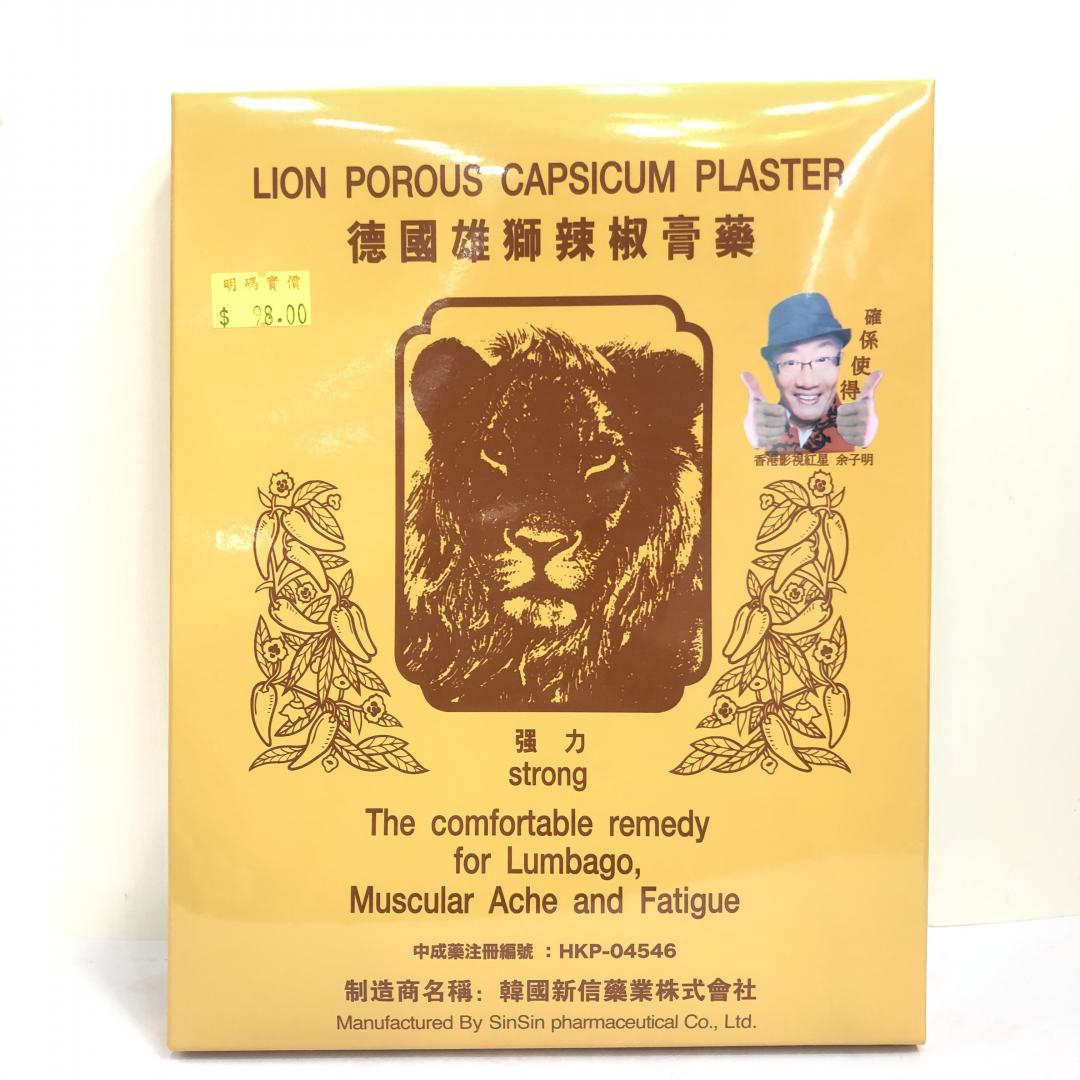 LION POROUS CAPSICUM PLASTER
德國雄獅辣椒膏藥
明碼實價
$ 98.00
確係使得
香港影視紅星 余子明
强 力
strong
The comfortable remedy
for Lumbago,
Muscular Ache and Fatigue
中成藥注冊編號 : HKP-04546
制造商名稱: 韓國新信藥業株式會社
Manufactured By SinSin pharmaceutical Co., Ltd.